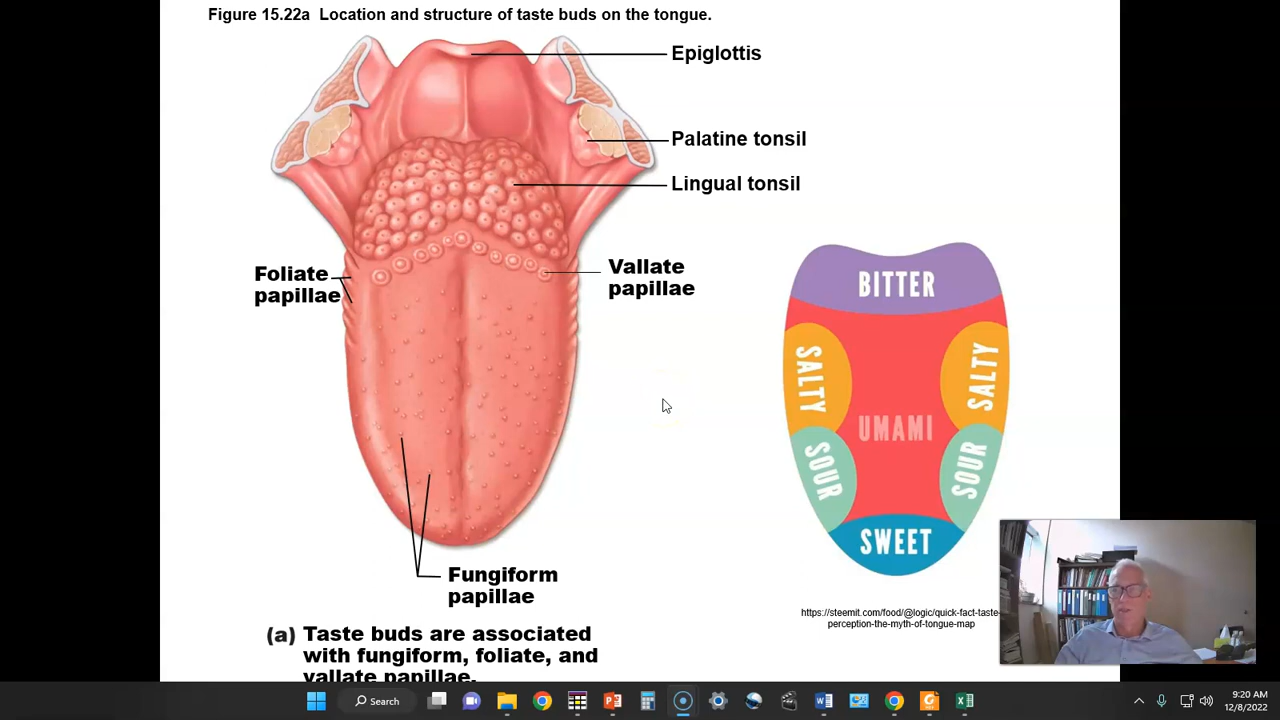 Figure 15.22a  Location and structure of taste buds on the tongue.
Epiglottis
Palatine tonsil
Lingual tonsil
Foliate
papillae
Vallate
papillae
Fungiform
papillae
(a) Taste buds are associated
with fungiform, foliate, and
vallate papillae.
BITTER
SALTY
SALTY
UMAMI
SOUR
SOUR
SWEET
https://steemit.com/food/@logic/quick-fact-taste-
perception-the-myth-of-tongue-map
Search
9:20 AM
12/8/2022